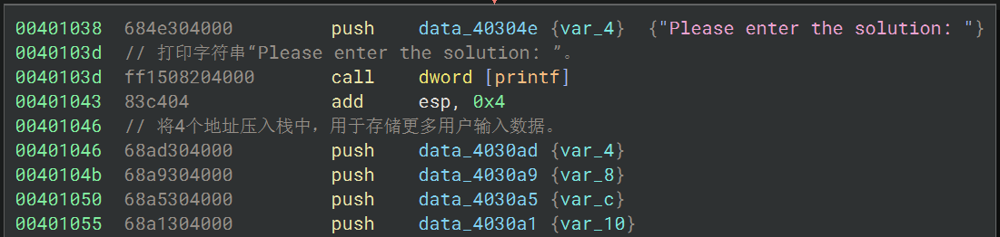 00401038 684e304000 push data_40304e {var_4} {"Please enter the solution: "}
0040103d // 打印字符串“Please enter the solution: ”。
0040103d ff1508204000 call dword [printf]
00401043 83c404 add esp, 0x4
00401046 // 将4个地址压入栈中，用于存储更多用户输入数据。
00401046 68ad304000 push data_4030ad {var_4}
0040104b 68a9304000 push data_4030a9 {var_8}
00401050 68a5304000 push data_4030a5 {var_c}
00401055 68a1304000 push data_4030a1 {var_10}